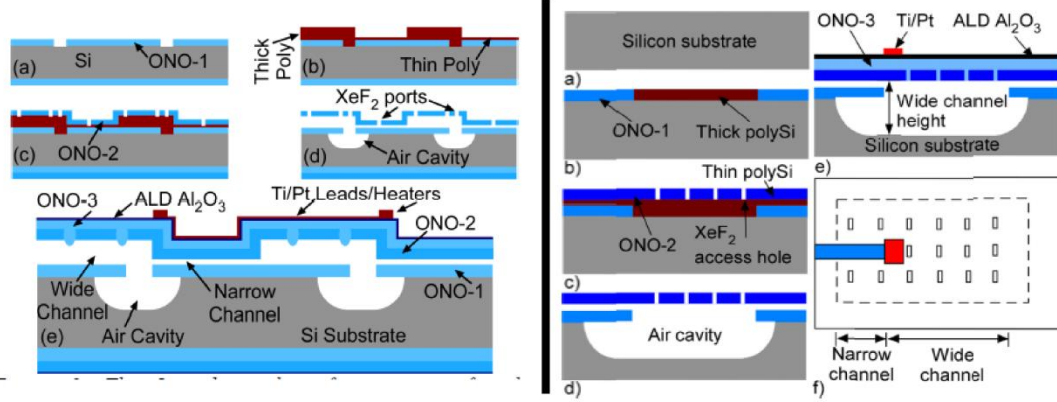 Si
ONO-1
(a)
Thick
Poly
Thin Poly
(b)
ONO-2
(c)
XeF2 ports
Air Cavity
(d)
ONO-3
ALD Al2O3
Ti/Pt Leads/Heaters
ONO-2
Wide
Channel
Narrow
Channel
ONO-1
(e)
Air Cavity
Si Substrate
Silicon substrate
a)
ONO-1
Thick polySi
b)
Thin polySi
ONO-2
XeF2
access hole
c)
Air cavity
d)
Ti/Pt
ONO-3
ALD Al2O3
Wide channel
height
Silicon substrate
e)
Narrow
channel
Wide
channel
f)